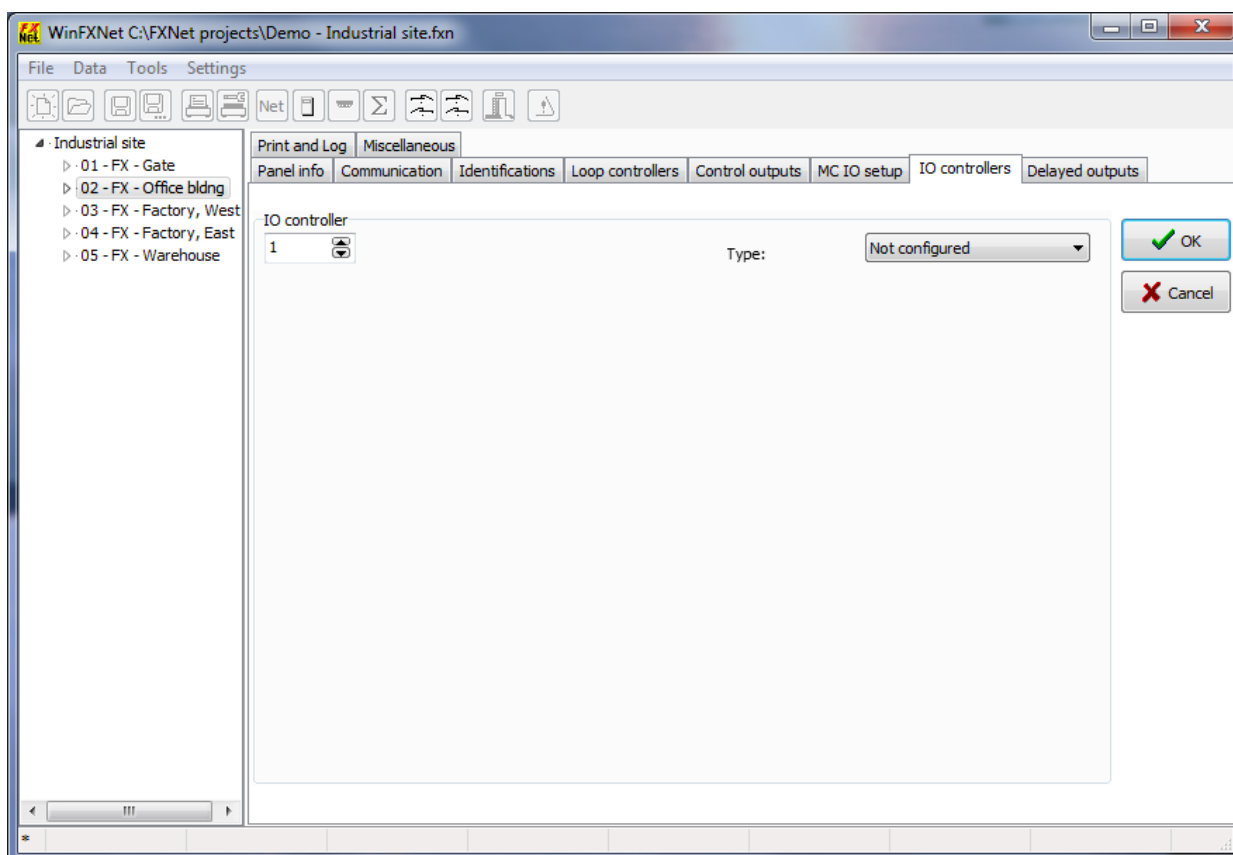 WinFXNet C:\FXNet projects\Demo - Industrial site.fxn
File Data Tools Settings
Net
Industrial site
01 - FX - Gate
02 - FX - Office bldng
03 - FX - Factory, West
04 - FX - Factory, East
05 - FX - Warehouse
Print and Log Miscellaneous
Panel info Communication Identifications Loop controllers Control outputs MC IO setup IO controllers Delayed outputs
IO controller
1
Type:
Not configured
OK
Cancel
*